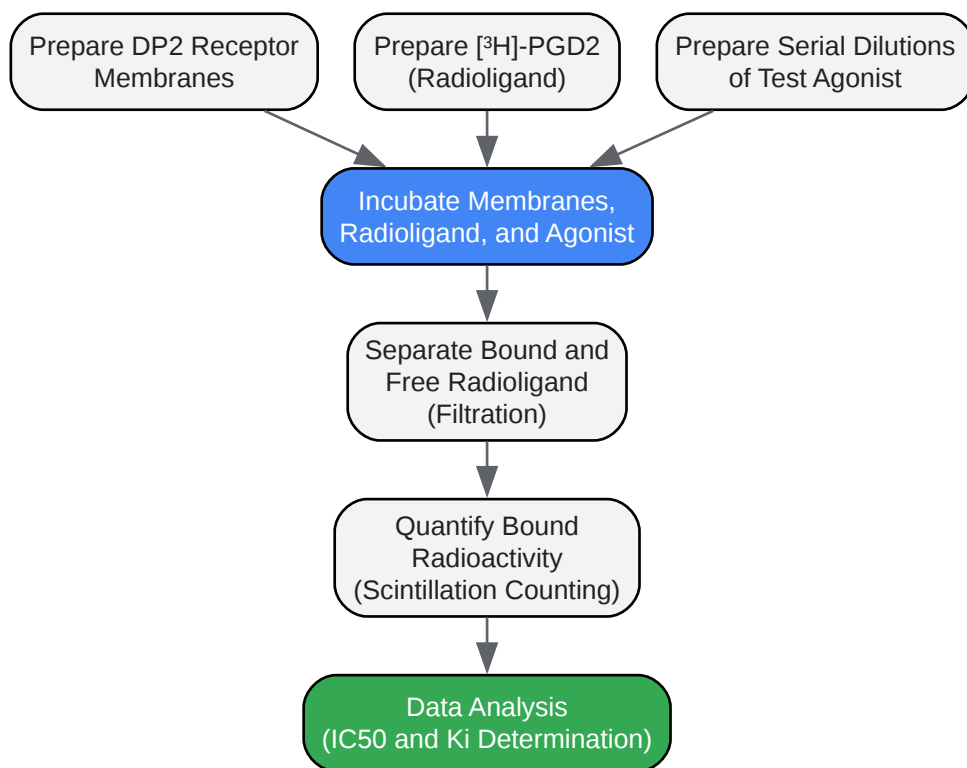 Prepare DP2 Receptor
Membranes
Prepare [³H]-PGD2
(Radioligand)
Prepare Serial Dilutions
of Test Agonist
Incubate Membranes,
Radioligand, and Agonist
Separate Bound and
Free Radioligand
(Filtration)
Quantify Bound
Radioactivity
(Scintillation Counting)
Data Analysis
(IC50 and Ki Determination)